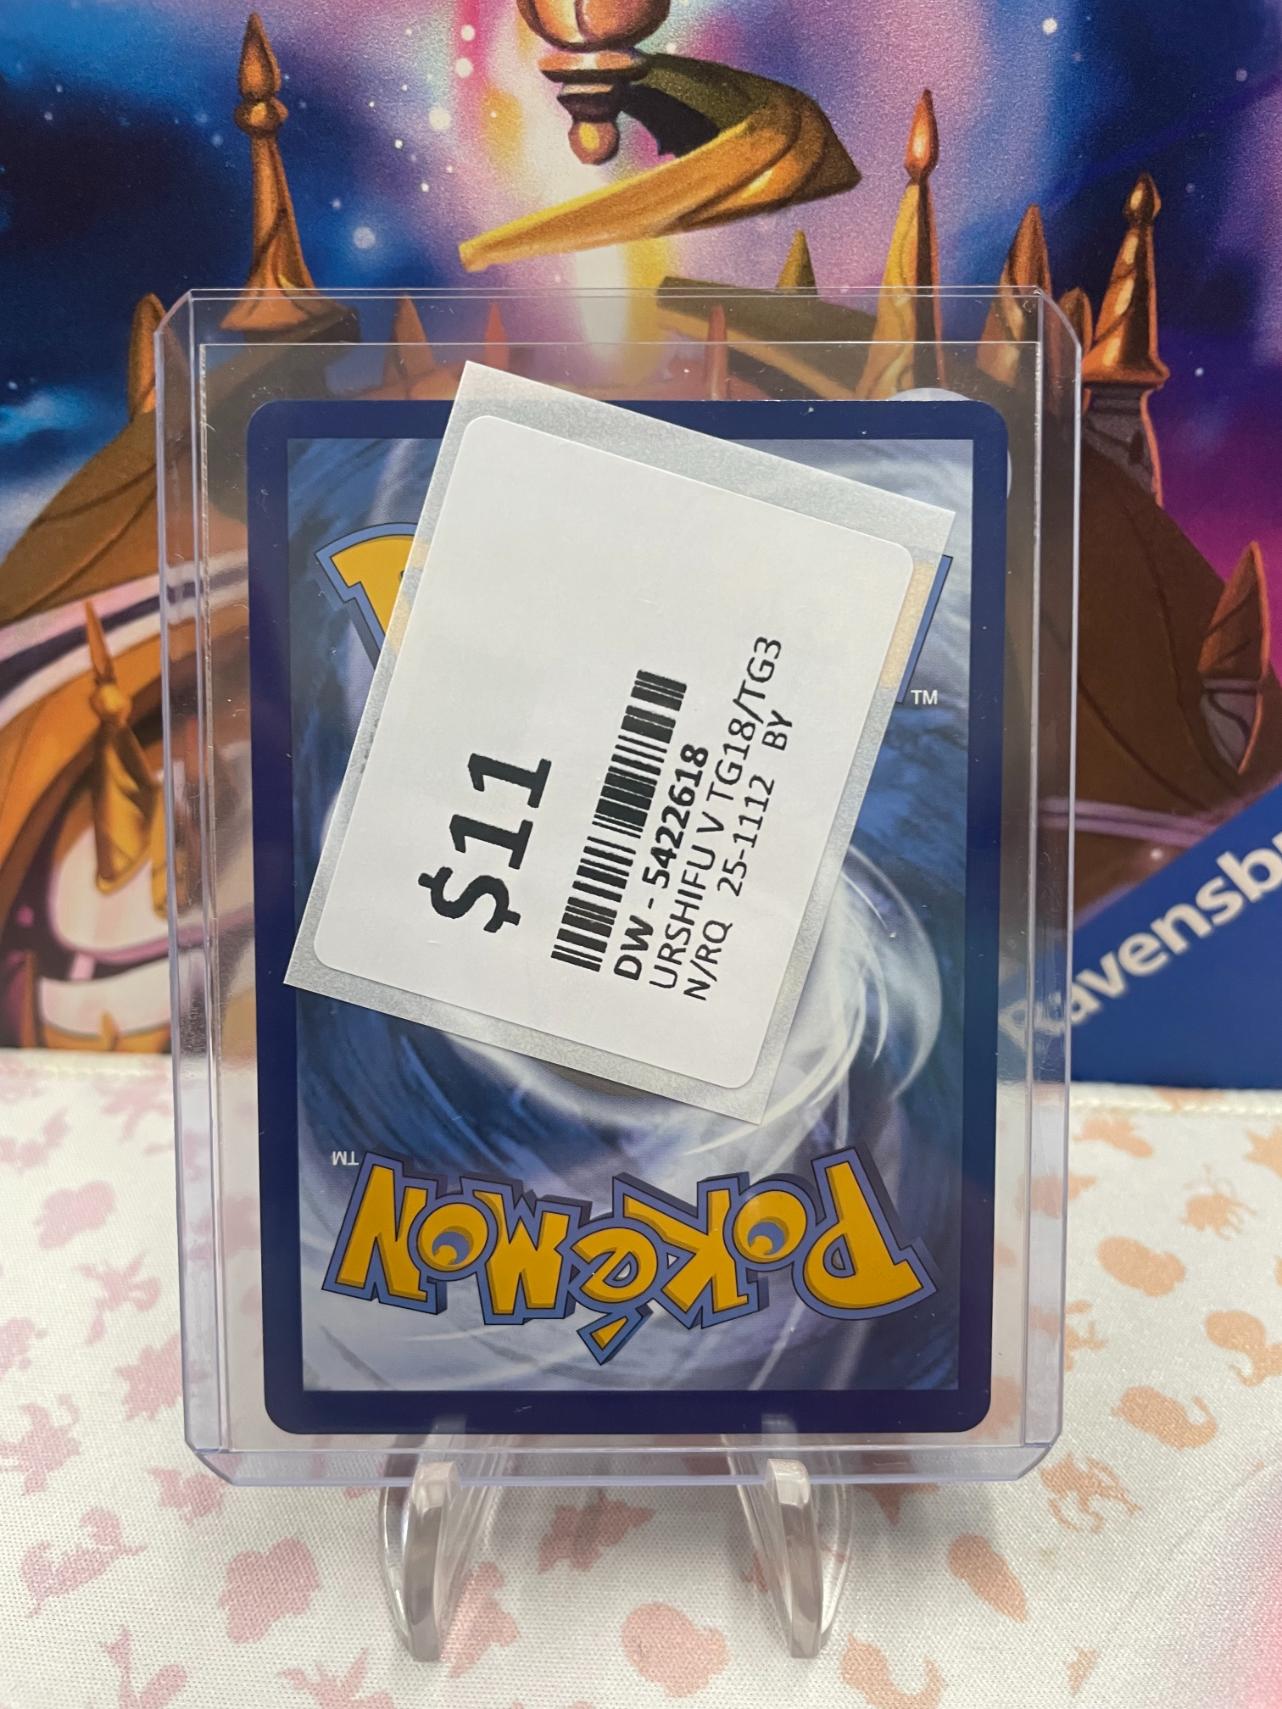 $11
DW - 5422618
URSHIFU V TG18/TG3
N/RQ 25-1112 BY
TM
Ravensb
TM
POKéMON